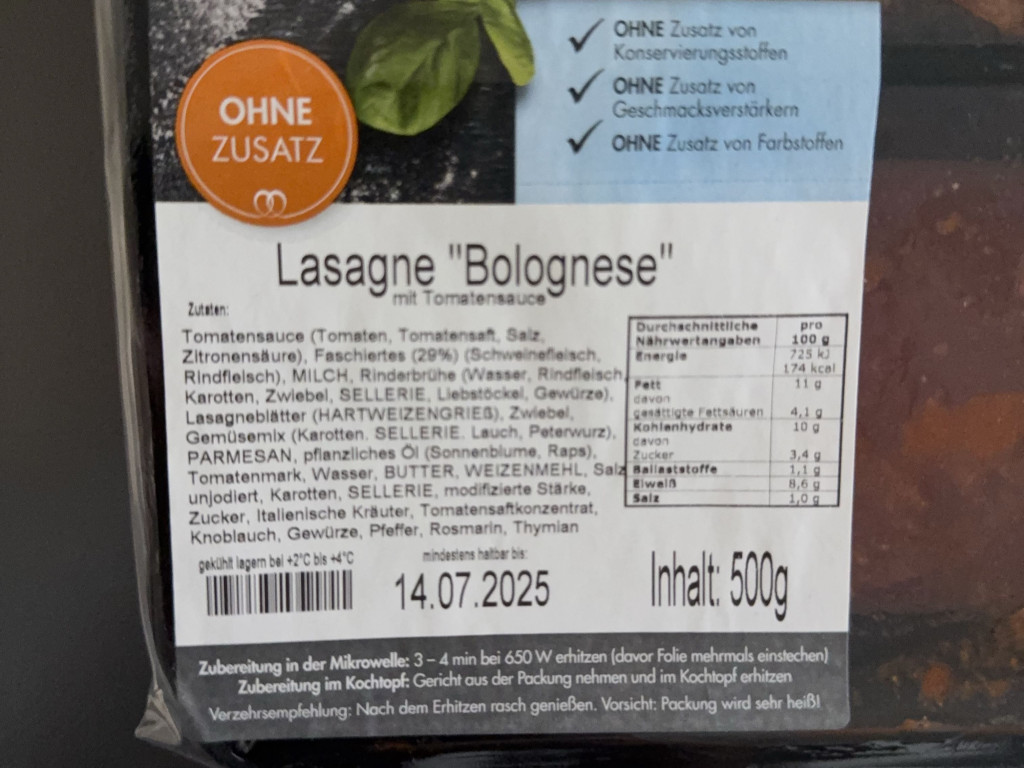 OHNE
ZUSATZ
OHNE Zusatz von
Konservierungsstoffen
OHNE Zusatz von
Geschmacksverstärkern
OHNE Zusatz von Farbstoffen
Lasagne "Bolognese"
mit Tomatensauce
Zutaten:
Tomatensauce (Tomaten, Tomatensaft, Salz,
Zitronensäure), Faschiertes (29%) (Schweinefleisch,
Rindfleisch), MILCH, Rinderbrühe (Wasser, Rindfleisch,
Karotten, Zwiebel, SELLERIE, Liebstöckel, Gewürze),
Lasagneblätter (HARTWEIZENGRIEß), Zwiebel,
Gemüsemix (Karotten, SELLERIE, Lauch, Peterwurz),
PARMESAN, pflanzliches Öl (Sonnenblume, Raps),
Tomatenmark, Wasser, BUTTER, WEIZENMEHL, Salz
unjodiert, Karotten, SELLERIE, modifizierte Stärke,
Zucker, Italienische Kräuter, Tomatensaftkonzentrat,
Knoblauch, Gewürze, Pfeffer, Rosmarin, Thymian
Durchschnittliche pro
Nährwertangaben 100 g
Energie 725 kJ
174 kcal
Fett 11 g
davon
gesättigte Fettsäuren 4,1 g
Kohlenhydrate 10 g
davon
Zucker 3,4 g
Ballaststoffe 1,1 g
Eiweiß 8,6 g
Salz 1,0 g
gekühlt lagern bei +2°C bis +4°C
mindestens haltbar bis:
14.07.2025
Inhalt: 500g
Zubereitung in der Mikrowelle: 3 – 4 min bei 650 W erhitzen (davor Folie mehrmals einstechen)
Zubereitung im Kochtopf: Gericht aus der Packung nehmen und im Kochtopf erhitzen
Verzehrsempfehlung: Nach dem Erhitzen rasch genießen. Vorsicht: Packung wird sehr heiß!